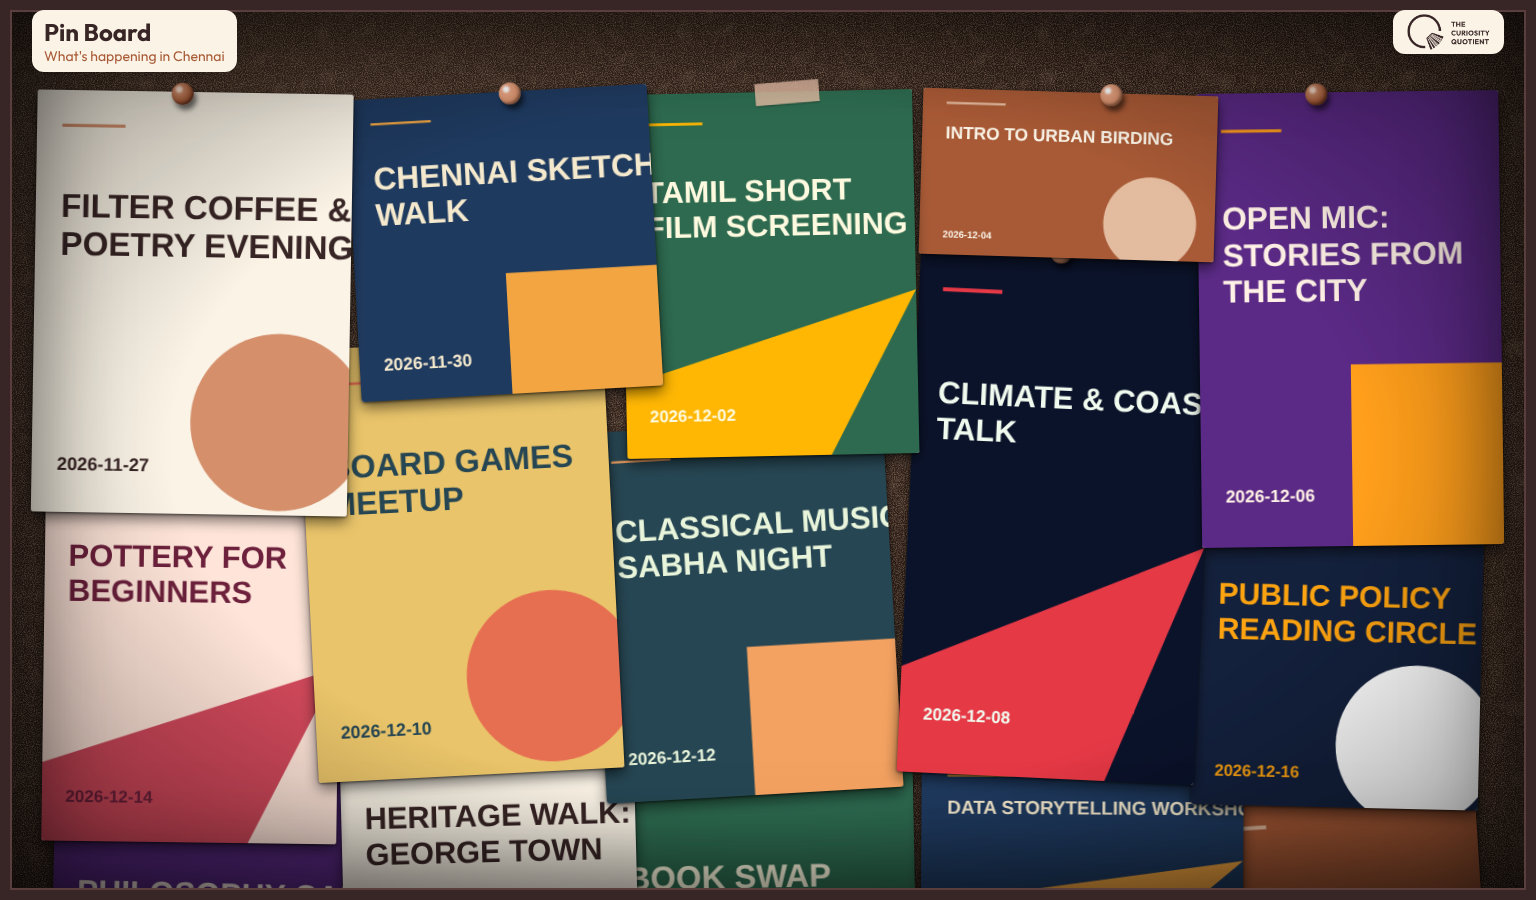 Pin Board
What's happening in Chennai
THE
CURIOSITY
QUOTIENT
FILTER COFFEE &
POETRY EVENING
2026-11-27
CHENNAI SKETCH
WALK
2026-11-30
TAMIL SHORT
FILM SCREENING
2026-12-02
INTRO TO URBAN BIRDING
2026-12-04
OPEN MIC:
STORIES FROM
THE CITY
2026-12-06
CLIMATE & COAS
TALK
2026-12-08
POTTERY FOR
BEGINNERS
2026-12-14
BOARD GAMES
MEETUP
2026-12-10
CLASSICAL MUSIC
SABHA NIGHT
2026-12-12
PUBLIC POLICY
READING CIRCLE
2026-12-16
HERITAGE WALK:
GEORGE TOWN
BOOK SWAP
DATA STORYTELLING WORKSHO
PHILOSOPHY